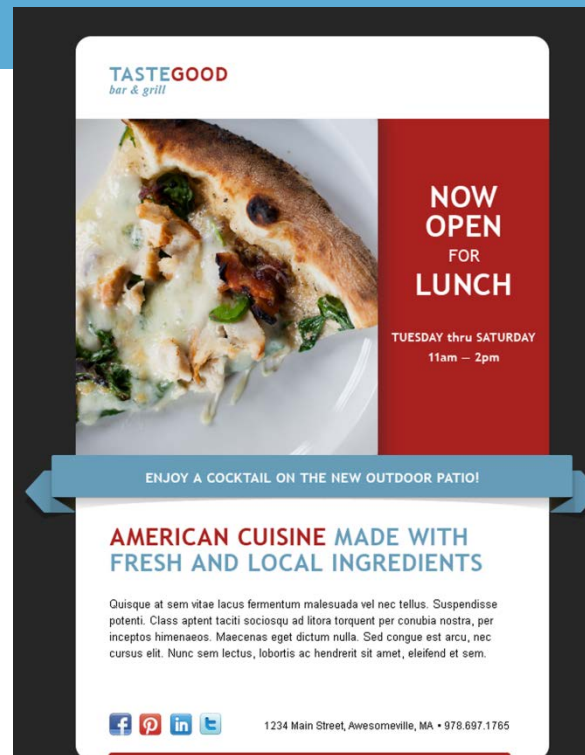 TASTEGOOD
bar & grill
NOW
OPEN
FOR
LUNCH
TUESDAY thru SATURDAY
11am — 2pm
ENJOY A COCKTAIL ON THE NEW OUTDOOR PATIO!
AMERICAN CUISINE MADE WITH
FRESH AND LOCAL INGREDIENTS
Quisque at sem vitae lacus fermentum malesuada vel nec tellus. Suspendisse
potenti. Class aptent taciti sociosqu ad litora torquent per conubia nostra, per
inceptos himenaeos. Maecenas eget dictum nulla. Sed congue est arcu, nec
cursus elit. Nunc sem lectus, lobortis ac hendrerit sit amet, eleifend et sem.
1234 Main Street, Awesomeville, MA • 978.697.1765